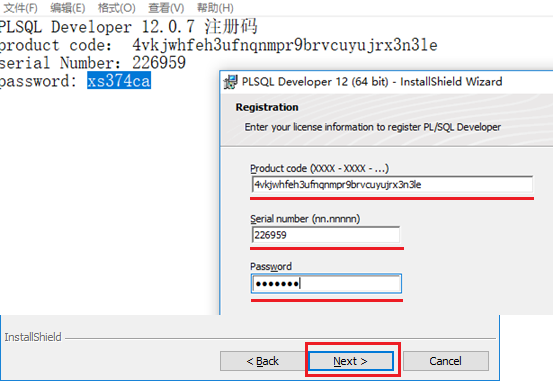 文件(F) 编辑(E) 格式(O) 查看(V) 帮助(H)
PLSQL Developer 12.0.7 注册码
product code: 4vkjwhfeh3ufnqnmpr9brvcuyujrx3n3le
serial Number：226959
password: xs374ca
PLSQL Developer 12 (64 bit) - InstallShield Wizard
Registration
Enter your license information to register PL/SQL Developer
Product code (XXXX - XXXX - ...)
4vkjwhfeh3ufnqnmpr9brvcuyujrx3n3le
Serial number (nn.nnnnn)
226959
Password
•••••••
InstallShield
< Back
Next >
Cancel